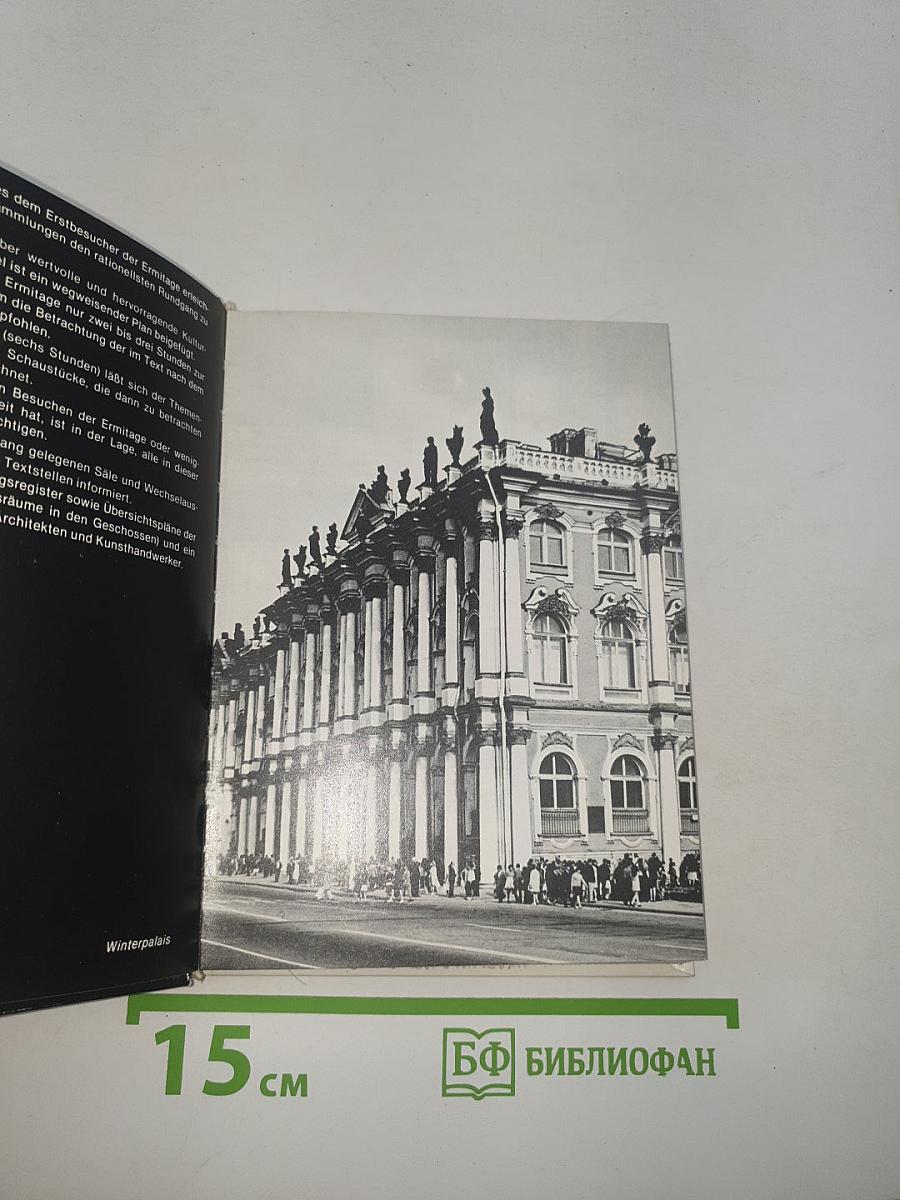 es dem Erstbesucher der Ermitage erleich-
ammlungen den rationellsten Rundgang zu
ber wertvolle und hervorragende Kultur-
el ist ein wegweisender Plan beigefügt.
Ermitage nur zwei bis drei Stunden zur
m die Betrachtung der im Text nach dem
pfohlen.
(sechs Stunden) läßt sich der Themen-
Schaustücke, die dann zu betrachten
hnet.
n Besuchen der Ermitage oder wenig-
eit hat, ist in der Lage, alle in dieser
chtigen.
ang gelegenen Säle und Wechselaus-
Textstellen informiert.
gsregister sowie Übersichtspläne der
sräume in den Geschossen) und ein
Architekten und Kunsthandwerker.
Winterpalais
15 см
БФ БИБЛИОФАН